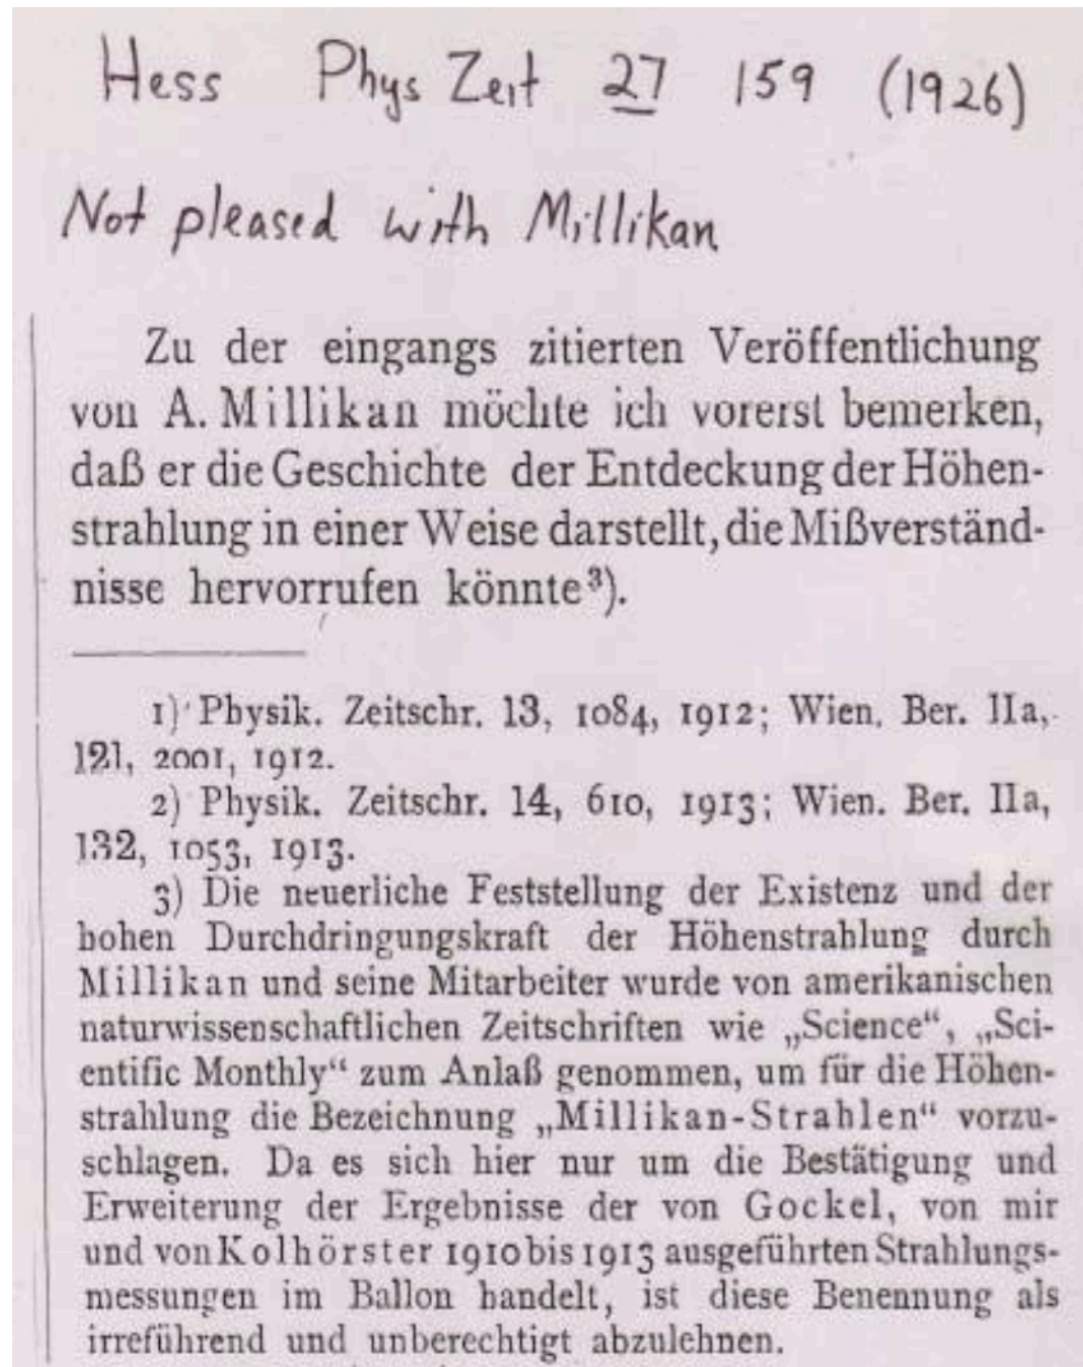 Hess Phys Zeit 27 159 (1926)
Not pleased with Millikan
Zu der eingangs zitierten Veröffentlichung
von A. Millikan möchte ich vorerst bemerken,
daß er die Geschichte der Entdeckung der Höhen-
strahlung in einer Weise darstellt, die Mißverständ-
nisse hervorrufen könnte³).
1) Physik. Zeitschr. 13, 1084, 1912; Wien. Ber. IIa,
121, 2001, 1912.
2) Physik. Zeitschr. 14, 610, 1913; Wien. Ber. IIa,
132, 1053, 1913.
3) Die neuerliche Feststellung der Existenz und der
hohen Durchdringungskraft der Höhenstrahlung durch
Millikan und seine Mitarbeiter wurde von amerikanischen
naturwissenschaftlichen Zeitschriften wie „Science“, „Sci-
entific Monthly“ zum Anlaß genommen, um für die Höhen-
strahlung die Bezeichnung „Millikan-Strahlen“ vorzu-
schlagen. Da es sich hier nur um die Bestätigung und
Erweiterung der Ergebnisse der von Gockel, von mir
und von Kolhörster 1910 bis 1913 ausgeführten Strahlungs-
messungen im Ballon handelt, ist diese Benennung als
irreführend und unberechtigt abzulehnen.